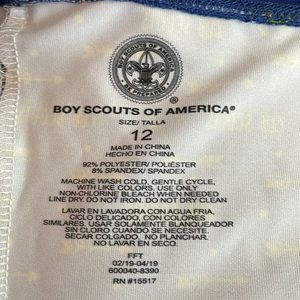 BE PREPARED
BOY SCOUTS OF AMERICA®
SIZE/ TALLA
12
MADE IN CHINA
HECHO EN CHINA
92% POLYESTER/ POLIÉSTER
8% SPANDEX/ SPANDEX
MACHINE WASH COLD, GENTLE CYCLE,
WITH LIKE COLORS. USE ONLY
NON-CHLORINE BLEACH WHEN NEEDED
LINE DRY. DO NOT IRON. DO NOT DRY CLEAN
LAVAR EN LAVADORA CON AGUA FRIA,
CICLO DELICADO, CON COLORES
SIMILARES. USAR SOLAMENTE BLANQUEADOR
SIN CLORO CUANDO SE NECESITE.
SECAR COLGADO. NO PLANCHAR.
NO LAVAR EN SECO
FFT
02/19-04/19
600040-8390
RN #15517